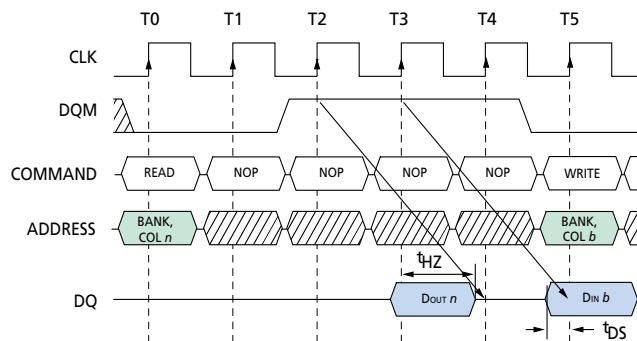 T0 T1 T2 T3 T4 T5
CLK
DQM
COMMAND READ NOP NOP NOP NOP WRITE
ADDRESS BANK, COL n BANK, COL b
tHZ
DQ DOUT n DIN b
tDS